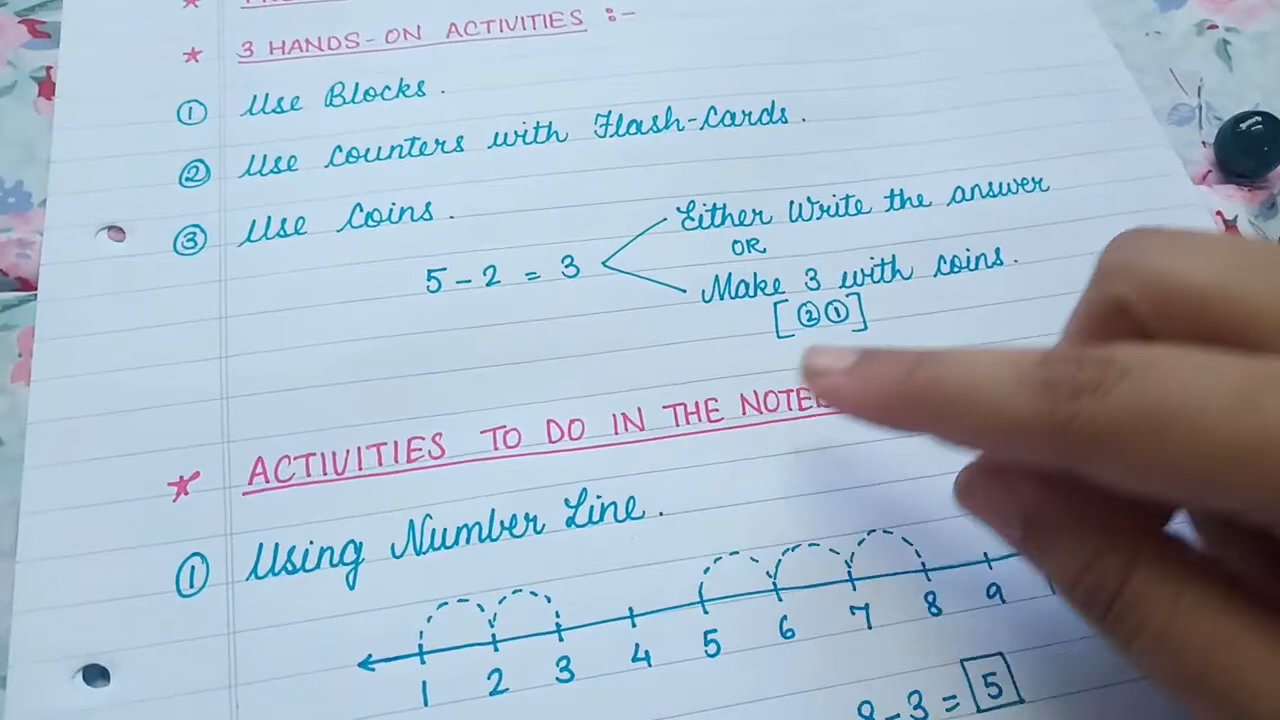 ★ 3 HANDS-ON ACTIVITIES :-
① Use Blocks.
② Use counters with Flash-cards.
③ Use Coins.
Either Write the answer
5 - 2 = 3
OR
Make 3 with coins.
[②①]
★ ACTIVITIES TO DO IN THE
① Using Number Line.
1 2 3 4 5 6 7 8 9
8 - 3 = 5